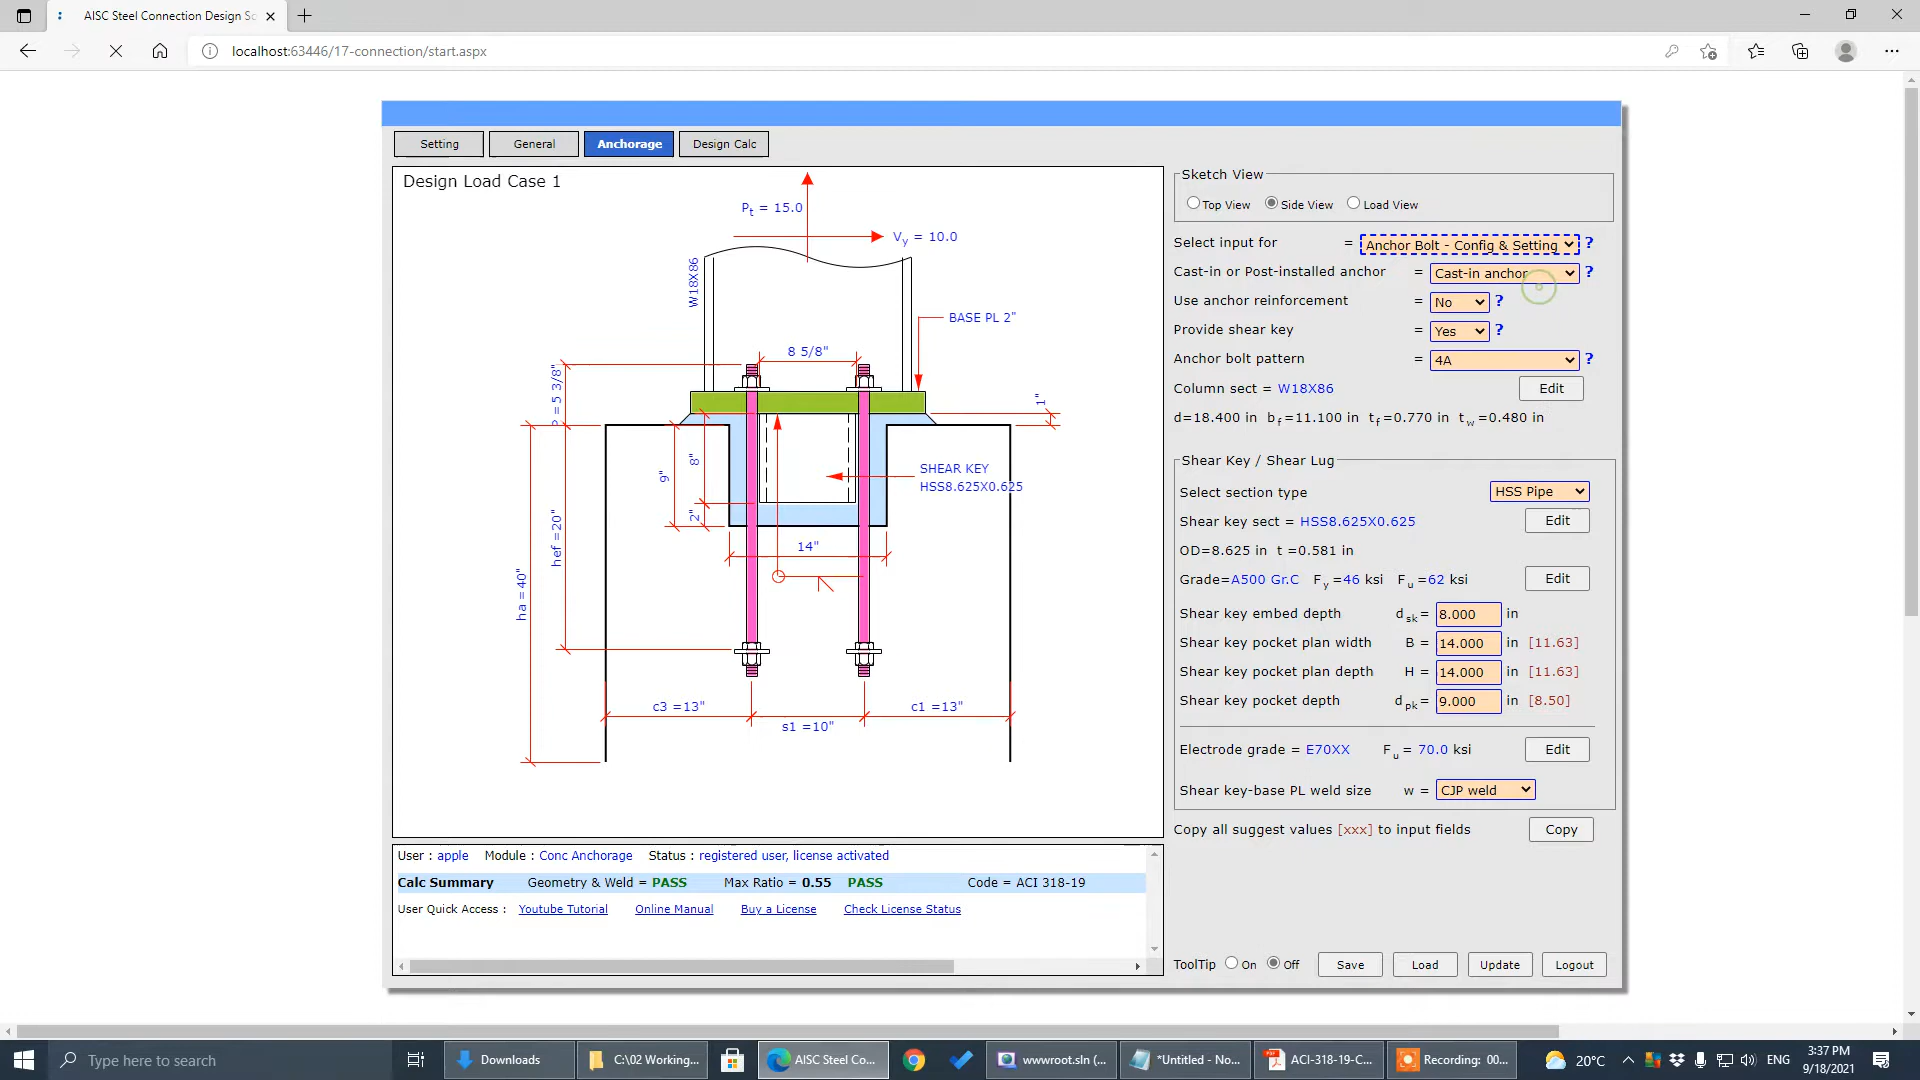 AISC Steel Connection Design So
localhost:63446/17-connection/start.aspx
Setting
General
Anchorage
Design Calc
Design Load Case 1
Pt = 15.0
Vy = 10.0
W18X86
BASE PL 2"
8 5/8"
= 5 3/8"
1"
8"
9"
SHEAR KEY
HSS8.625X0.625
2"
hef =20"
14"
ha =40"
c3 =13"
c1 =13"
s1 =10"
User : apple Module : Conc Anchorage Status : registered user, license activated
Calc Summary Geometry & Weld = PASS Max Ratio = 0.55 PASS Code = ACI 318-19
User Quick Access : Youtube Tutorial Online Manual Buy a License Check License Status
Sketch View
Top View Side View Load View
Select input for = Anchor Bolt - Config & Setting ?
Cast-in or Post-installed anchor = Cast-in anchor ?
Use anchor reinforcement = No ?
Provide shear key = Yes ?
Anchor bolt pattern = 4A ?
Column sect = W18X86 Edit
d=18.400 in bf=11.100 in tf=0.770 in tw=0.480 in
Shear Key / Shear Lug
Select section type HSS Pipe
Shear key sect = HSS8.625X0.625 Edit
OD=8.625 in t =0.581 in
Grade=A500 Gr.C Fy=46 ksi Fu=62 ksi Edit
Shear key embed depth dsk= 8.000 in
Shear key pocket plan width B = 14.000 in [11.63]
Shear key pocket plan depth H = 14.000 in [11.63]
Shear key pocket depth dpk= 9.000 in [8.50]
Electrode grade = E70XX Fu= 70.0 ksi Edit
Shear key-base PL weld size w = CJP weld
Copy all suggest values [xxx] to input fields Copy
ToolTip On Off Save Load Update Logout
Type here to search
Downloads
C:\02 Working...
AISC Steel Co...
wwwroot.sln (...
*Untitled - No...
ACI-318-19-C...
Recording: 00...
20°C
ENG
3:37 PM
9/18/2021